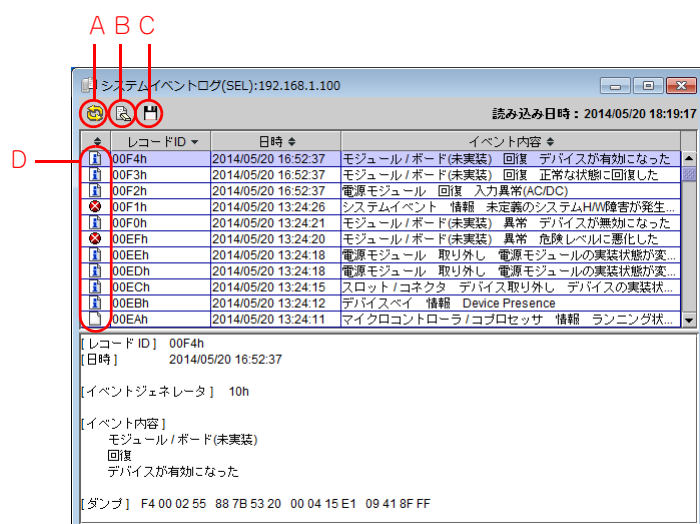 A B C
システムイベントログ(SEL):192.168.1.100
読み込み日時：2014/05/20 18:19:17
D
レコードID 日時 イベント内容
00F4h 2014/05/20 16:52:37 モジュール / ボード(未実装) 回復 デバイスが有効になった
00F3h 2014/05/20 16:52:37 モジュール / ボード(未実装) 回復 正常な状態に回復した
00F2h 2014/05/20 16:52:37 電源モジュール 回復 入力異常(AC/DC)
00F1h 2014/05/20 13:24:26 システムイベント 情報 未定義のシステムH/W障害が発生...
00F0h 2014/05/20 13:24:21 モジュール / ボード(未実装) 異常 デバイスが無効になった
00EFh 2014/05/20 13:24:20 モジュール / ボード(未実装) 異常 危険レベルに悪化した
00EEh 2014/05/20 13:24:18 電源モジュール 取り外し 電源モジュールの実装状態が変...
00EDh 2014/05/20 13:24:18 電源モジュール 取り外し 電源モジュールの実装状態が変...
00ECh 2014/05/20 13:24:15 スロット / コネクタ デバイス取り外し デバイスの実装状...
00EBh 2014/05/20 13:24:12 デバイスベイ 情報 Device Presence
00EAh 2014/05/20 13:24:11 マイクロコントローラ / コプロセッサ 情報 ランニング状...
[ レコード ID ] 00F4h
[日時 ] 2014/05/20 16:52:37
[イベントジェネレータ ] 10h
[イベント内容 ]
モジュール / ボード(未実装)
回復
デバイスが有効になった
[ ダンプ ] F4 00 02 55 88 7B 53 20 00 04 15 E1 09 41 8F FF